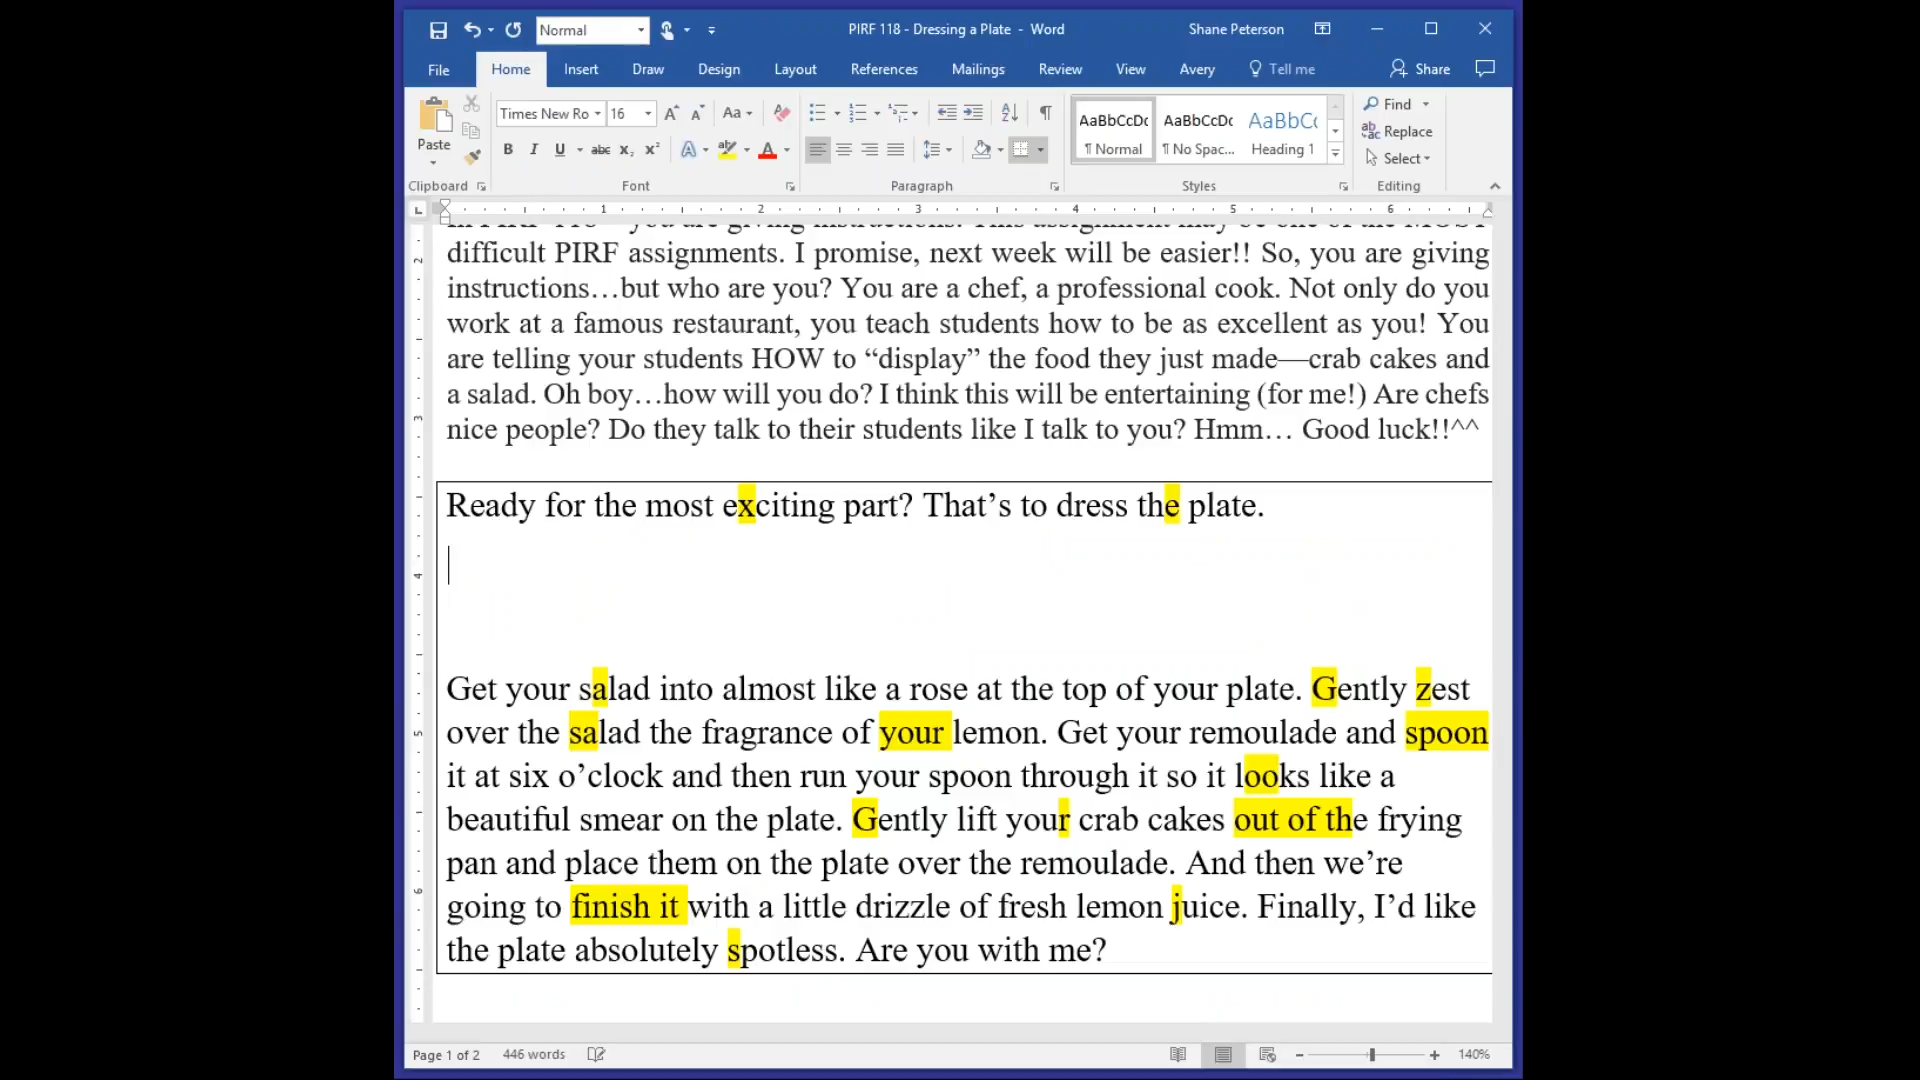 Normal
PIRF 118 - Dressing a Plate - Word
Shane Peterson
File Home Insert Draw Design Layout References Mailings Review View Avery Tell me Share
Paste
Times New Ro 16
Aa
B I U abc x₂ x²
A A
AaBbCcDc AaBbCcDc AaBbCc
¶ Normal ¶ No Spac... Heading 1
Find
Replace
Select
Clipboard Font Paragraph Styles Editing
L 1 2 3 4 5 6
difficult PIRF assignments. I promise, next week will be easier!! So, you are giving
instructions…but who are you? You are a chef, a professional cook. Not only do you
work at a famous restaurant, you teach students how to be as excellent as you! You
are telling your students HOW to “display” the food they just made—crab cakes and
a salad. Oh boy…how will you do? I think this will be entertaining (for me!) Are chefs
nice people? Do they talk to their students like I talk to you? Hmm… Good luck!!^^
Ready for the most exciting part? That’s to dress the plate.
Get your salad into almost like a rose at the top of your plate. Gently zest
over the salad the fragrance of your lemon. Get your remoulade and spoon
it at six o’clock and then run your spoon through it so it looks like a
beautiful smear on the plate. Gently lift your crab cakes out of the frying
pan and place them on the plate over the remoulade. And then we’re
going to finish it with a little drizzle of fresh lemon juice. Finally, I’d like
the plate absolutely spotless. Are you with me?
Page 1 of 2 446 words 140%